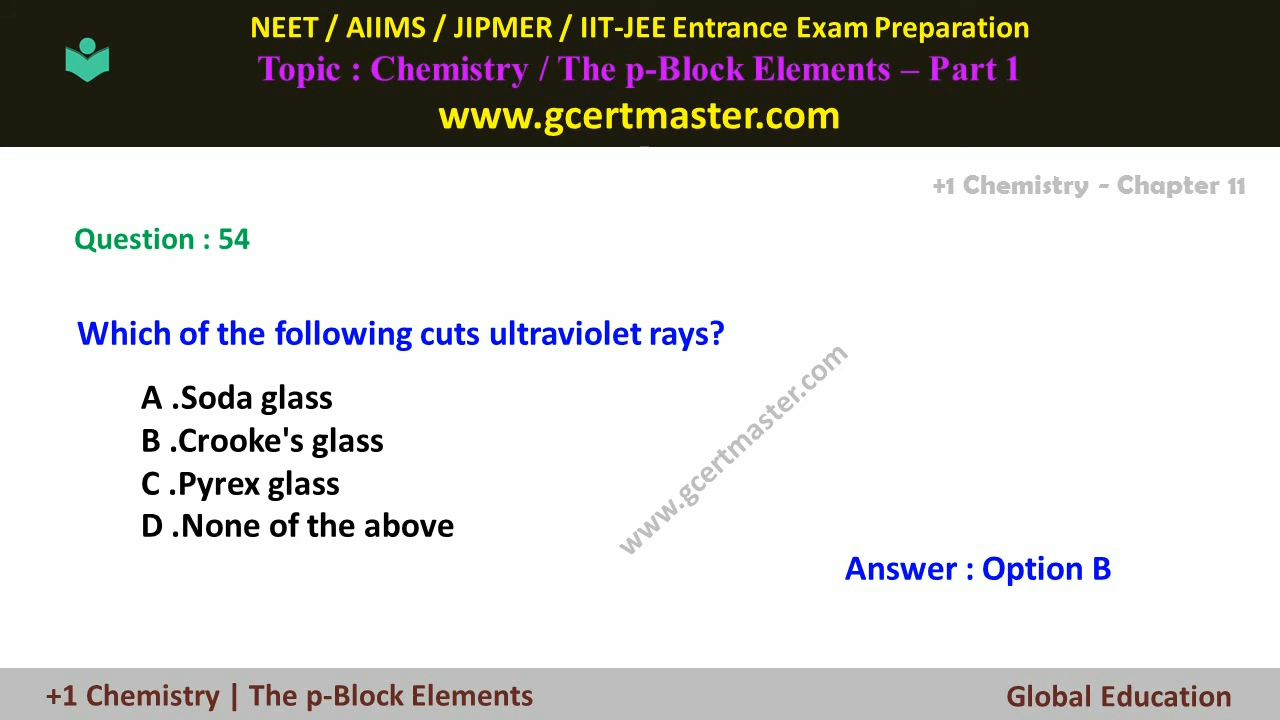 NEET / AIIMS / JIPMER / IIT-JEE Entrance Exam Preparation
Topic : Chemistry / The p-Block Elements – Part 1
www.gcertmaster.com
+1 Chemistry - Chapter 11
Question : 54
Which of the following cuts ultraviolet rays?
A .Soda glass
B .Crooke's glass
C .Pyrex glass
D .None of the above
www.gcertmaster.com
Answer : Option B
+1 Chemistry | The p-Block Elements
Global Education